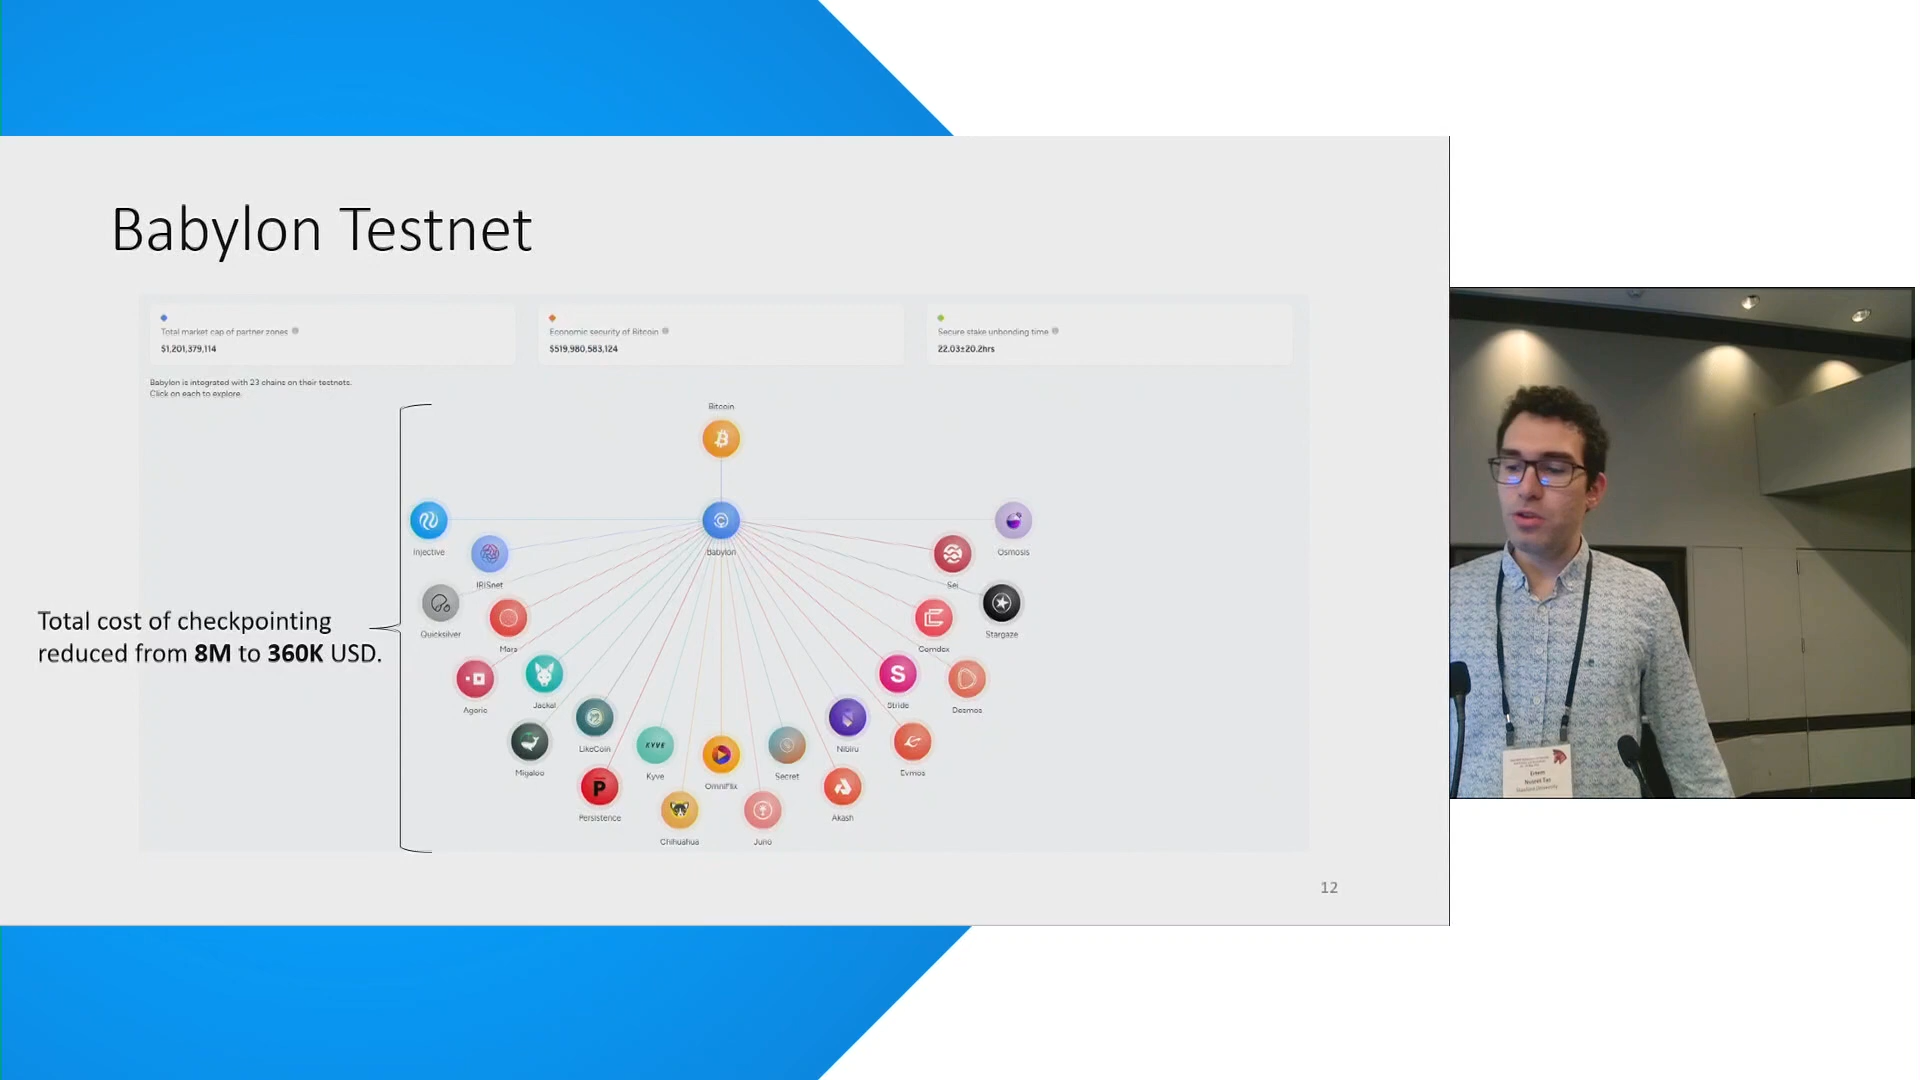 Babylon Testnet
Total market cap of partner zones
$1,201,379,114
Economic security of Bitcoin
$519,980,583,124
Secure stake unbonding time
22.03±20.2hrs
Babylon is integrated with 23 chains on their testnets.
Click on each to explore.
Bitcoin
Injective
Babylon
Osmosis
IRISnet
Sei
Quicksilver
Stargaze
Mars
Comdex
Total cost of checkpointing
reduced from 8M to 360K USD.
Agoric
Jackal
Stride
Desmos
LikeCoin
Nibiru
Migaloo
KYVE
Kyve
Secret
Evmos
OmniFlix
Persistence
Akash
Chihuahua
Juno
12